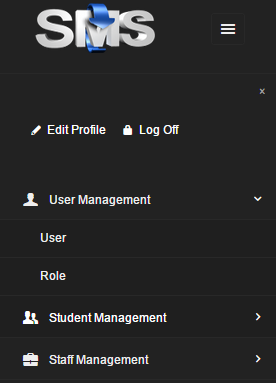 SMS
×
Edit Profile Log Off
User Management
User
Role
Student Management
Staff Management